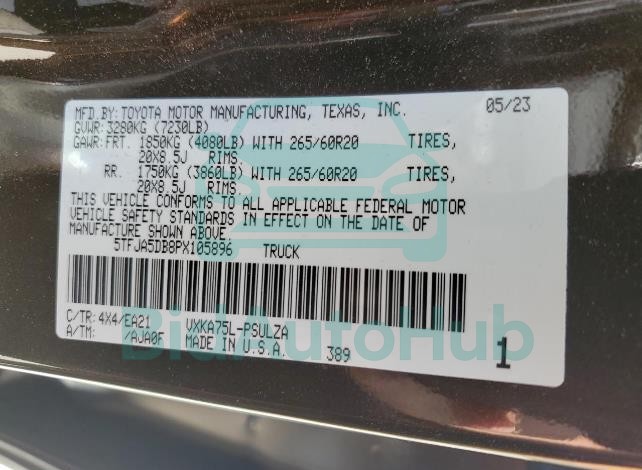 MFD.BY: TOYOTA MOTOR MANUFACTURING, TEXAS, INC. 05/23
GVWR: 3280KG (7230LB)
GAWR: FRT. 1850KG (4080LB) WITH 265/60R20 TIRES,
20X8.5J RIMS.
RR. 1750KG (3860LB) WITH 265/60R20 TIRES,
20X8.5J RIMS.
THIS VEHICLE CONFORMS TO ALL APPLICABLE FEDERAL MOTOR
VEHICLE SAFETY STANDARDS IN EFFECT ON THE DATE OF
MANUFACTURE SHOWN ABOVE.
5TFJA5DB8PX105896 TRUCK
C/TR: 4X4/EA21 VXKA75L-PSULZA
A/TM: /AJA0F MADE IN U.S.A. 389 1
BidAutoHub